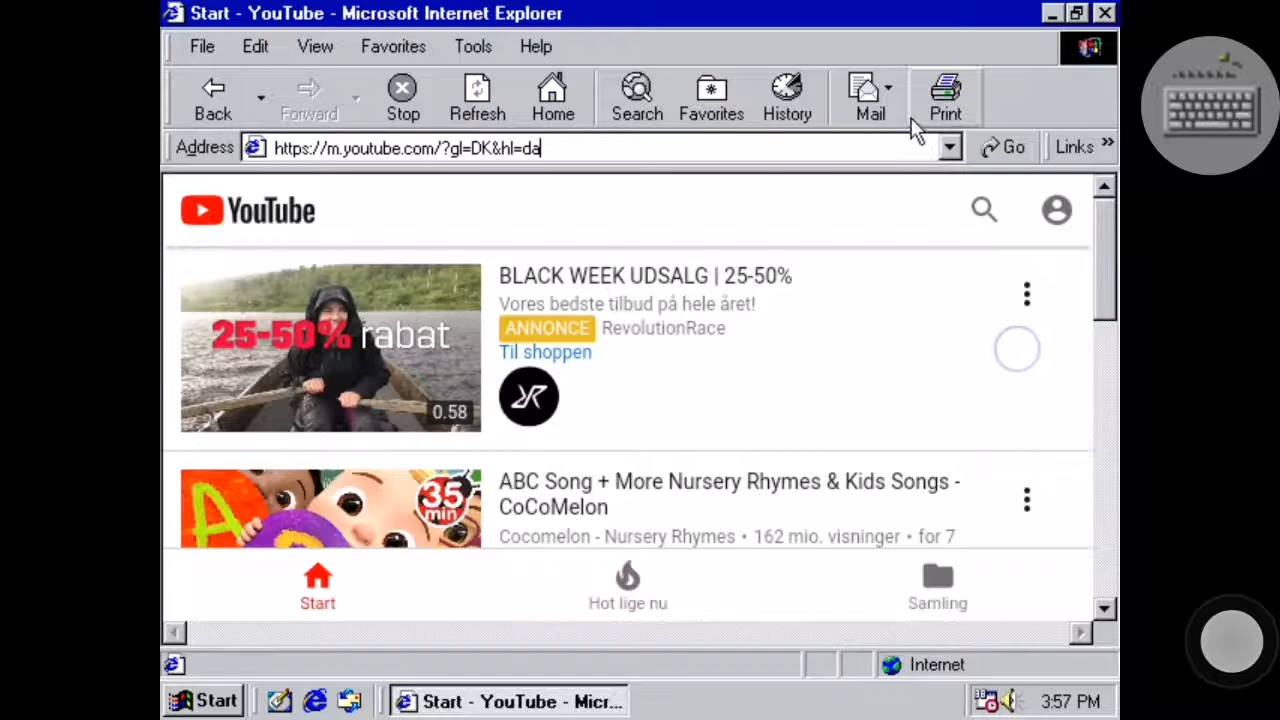 Start - YouTube - Microsoft Internet Explorer
File Edit View Favorites Tools Help
Back Forward Stop Refresh Home Search Favorites History Mail Print
Address https://m.youtube.com/?gl=DK&hl=da Go Links »
YouTube
BLACK WEEK UDSALG | 25-50%
Vores bedste tilbud på hele året!
ANNONCE RevolutionRace
Til shoppen
25-50% rabat
0.58
ABC Song + More Nursery Rhymes & Kids Songs -
CoCoMelon
Cocomelon - Nursery Rhymes • 162 mio. visninger • for 7
A
35
min
Start Hot lige nu Samling
Internet
Start Start - YouTube - Micr... 3:57 PM